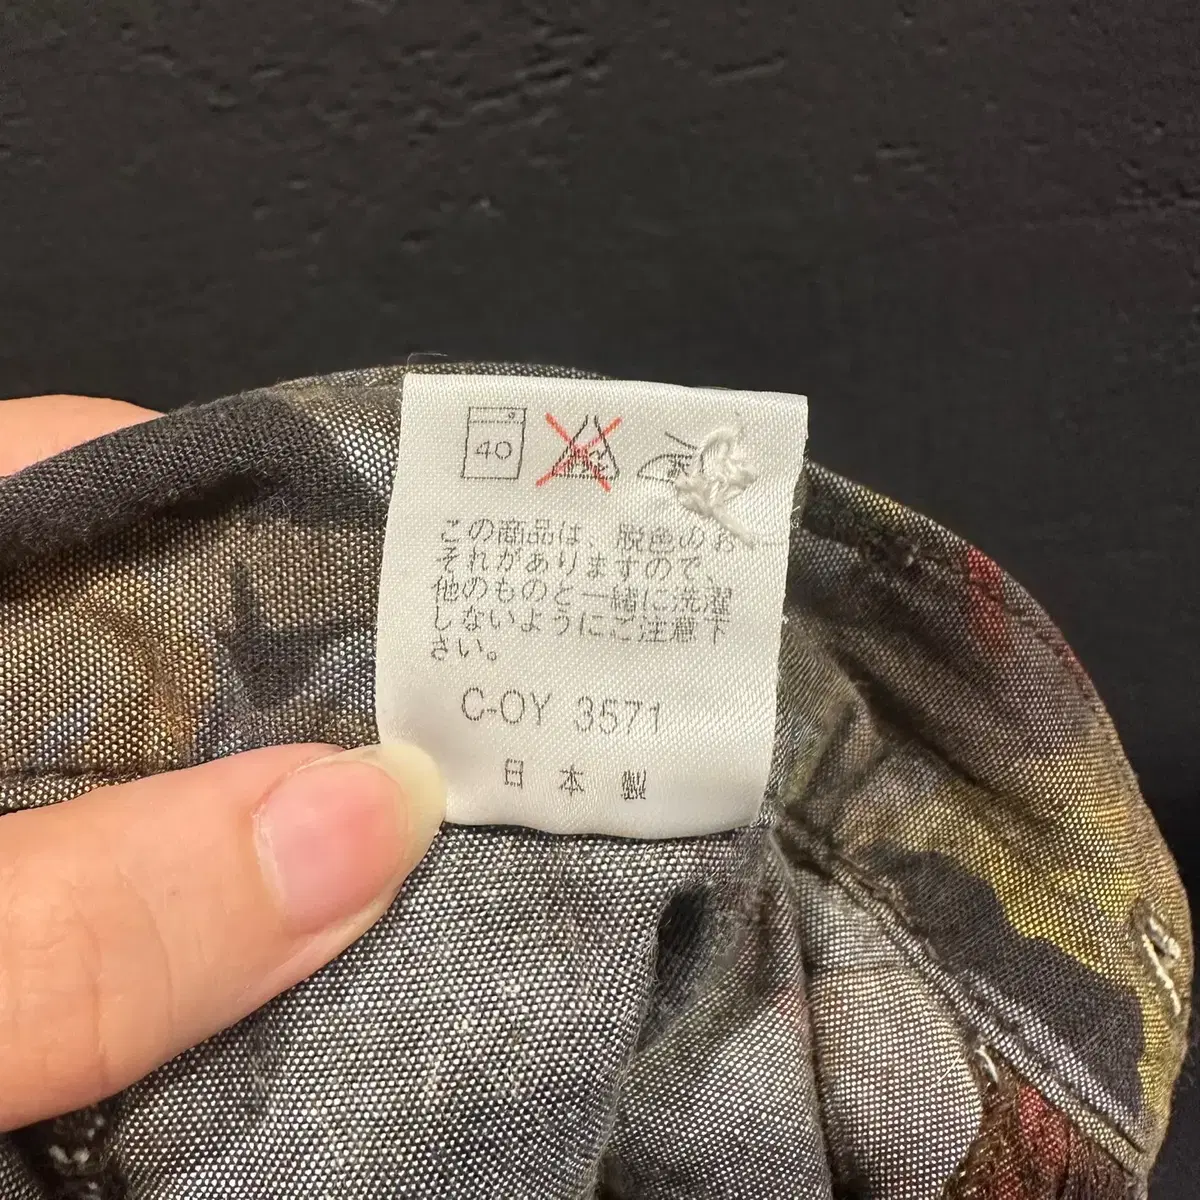 40
この商品は、脱色のお
それがありますので、
他のものと一緒に洗濯
しないようにご注意下
さい。
C-OY 3571
日本製